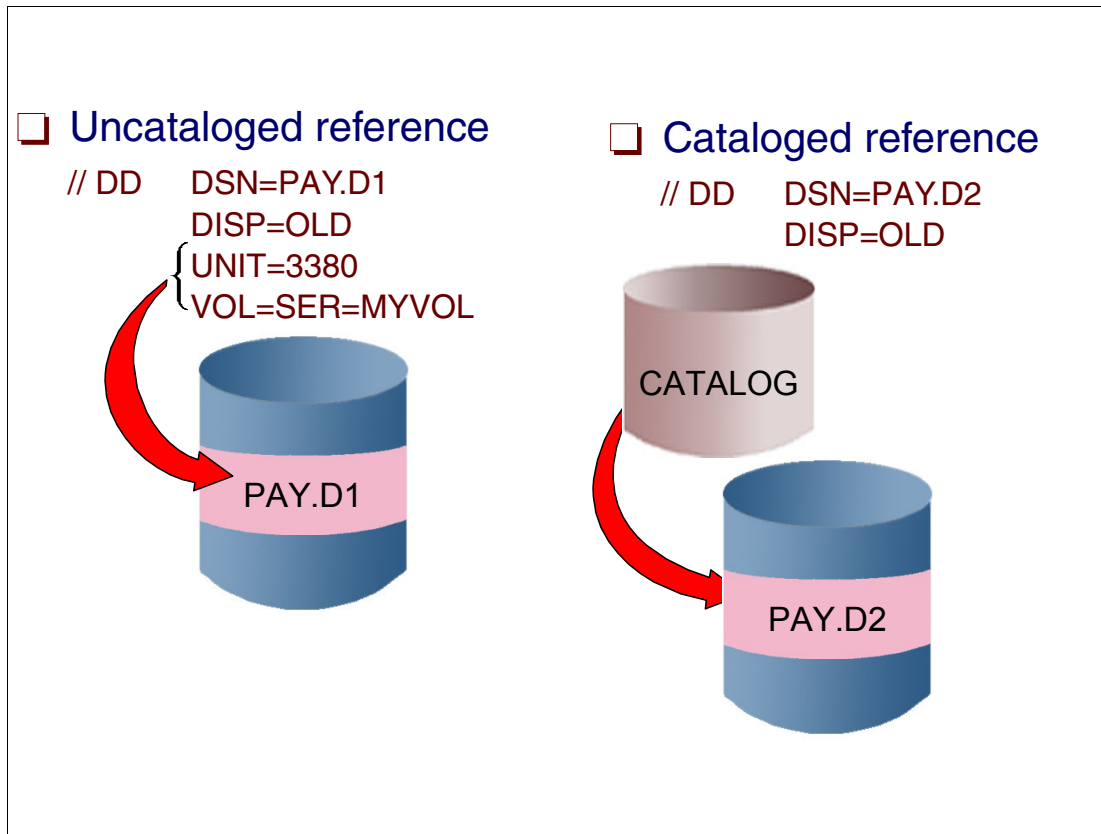 Uncataloged reference
// DD DSN=PAY.D1
DISP=OLD
UNIT=3380
VOL=SER=MYVOL
PAY.D1
Cataloged reference
// DD DSN=PAY.D2
DISP=OLD
CATALOG
PAY.D2